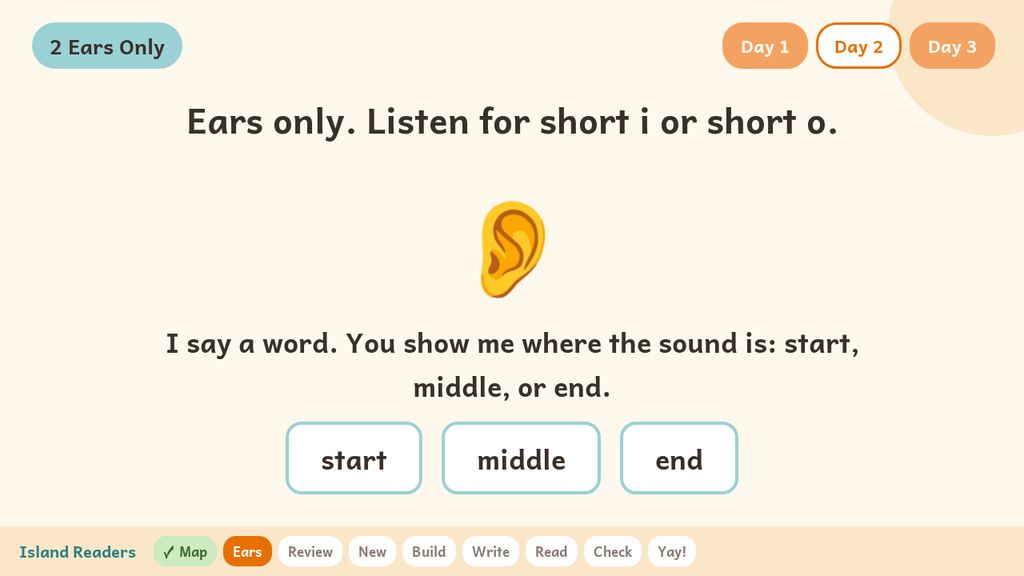 2 Ears Only
Day 1
Day 2
Day 3
Ears only. Listen for short i or short o.
I say a word. You show me where the sound is: start,
middle, or end.
start
middle
end
Island Readers
✓ Map
Ears
Review
New
Build
Write
Read
Check
Yay!